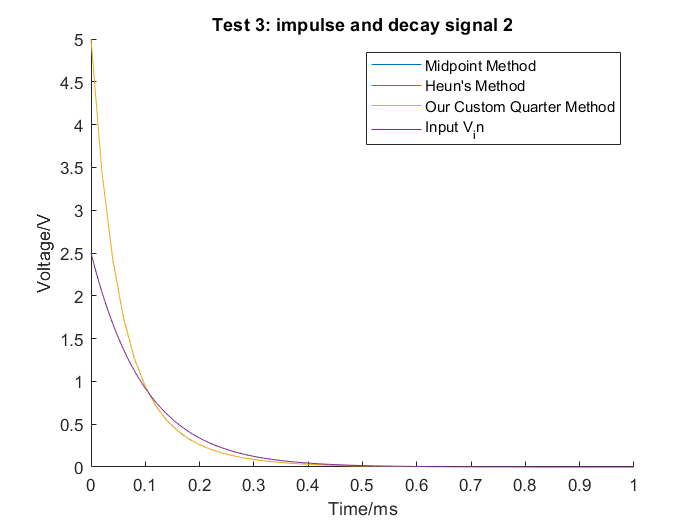 Test 3: impulse and decay signal 2
5
4.5
4
3.5
3
2.5
2
1.5
1
0.5
0
Voltage/V
Midpoint Method
Heun's Method
Our Custom Quarter Method
Input V_in
0 0.1 0.2 0.3 0.4 0.5 0.6 0.7 0.8 0.9 1
Time/ms